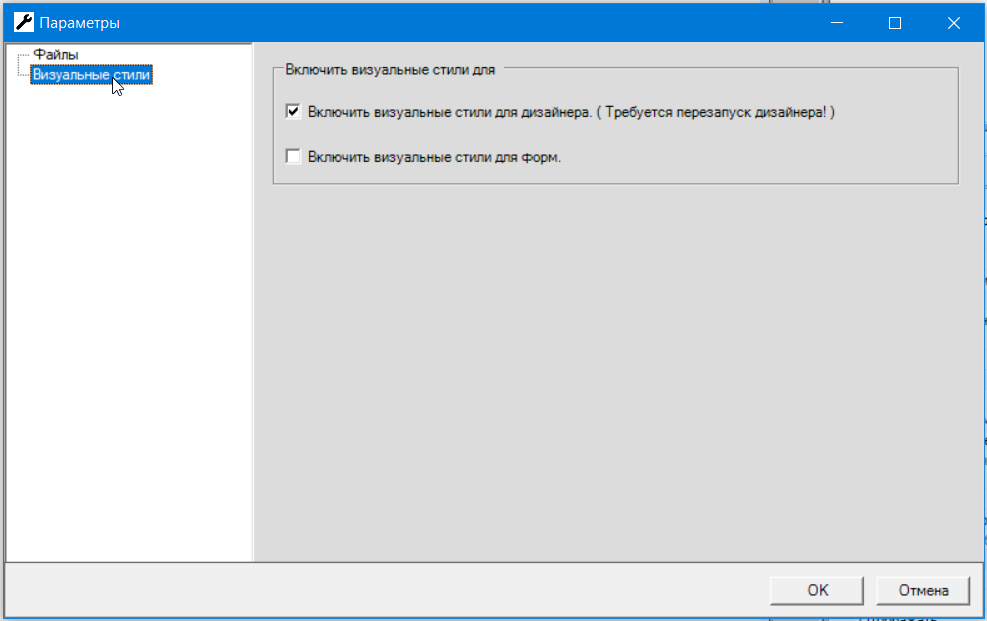 Параметры
Файлы
Визуальные стили
Включить визуальные стили для
Включить визуальные стили для дизайнера. ( Требуется перезапуск дизайнера! )
Включить визуальные стили для форм.
OK
Отмена